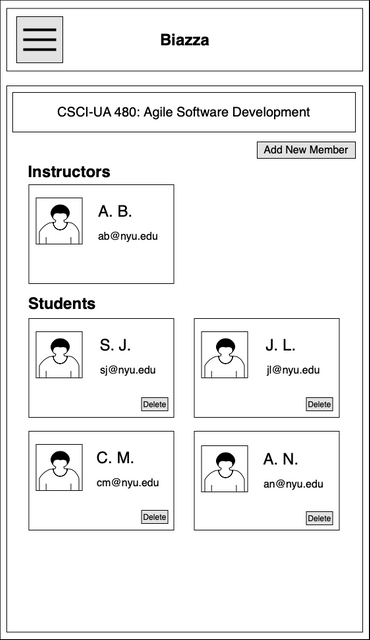 Biazza
CSCI-UA 480: Agile Software Development
Add New Member
Instructors
A. B.
ab@nyu.edu
Students
S. J.
sj@nyu.edu
Delete
J. L.
jl@nyu.edu
Delete
C. M.
cm@nyu.edu
Delete
A. N.
an@nyu.edu
Delete